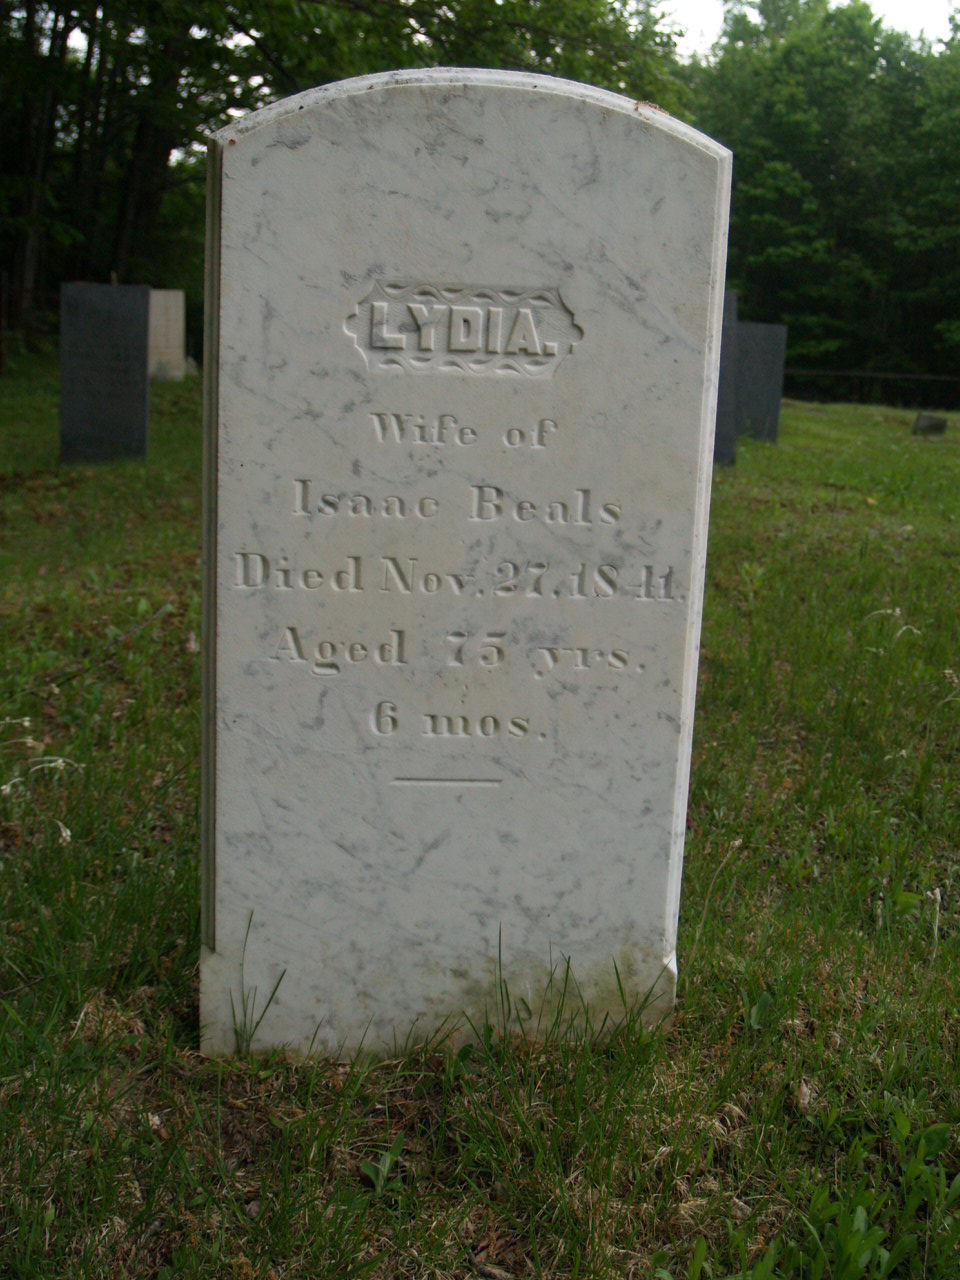 LYDIA.
Wife of
Isaac Beals
Died Nov. 27. 1841.
Aged 75 yrs.
6 mos.